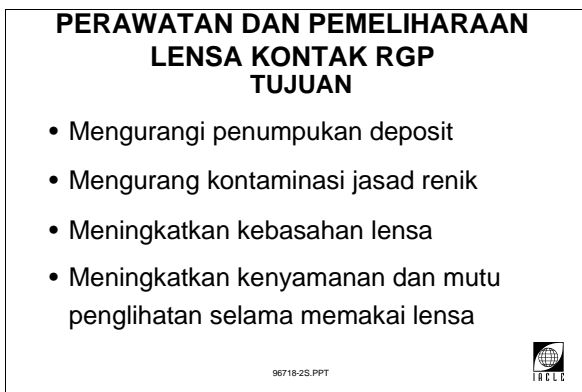 PERAWATAN DAN PEMELIHARAAN
LENSA KONTAK RGP
TUJUAN
• Mengurangi penumpukan deposit
• Mengurang kontaminasi jasad renik
• Meningkatkan kebasahan lensa
• Meningkatkan kenyamanan dan mutu
penglihatan selama memakai lensa
96718-2S.PPT
IACLE